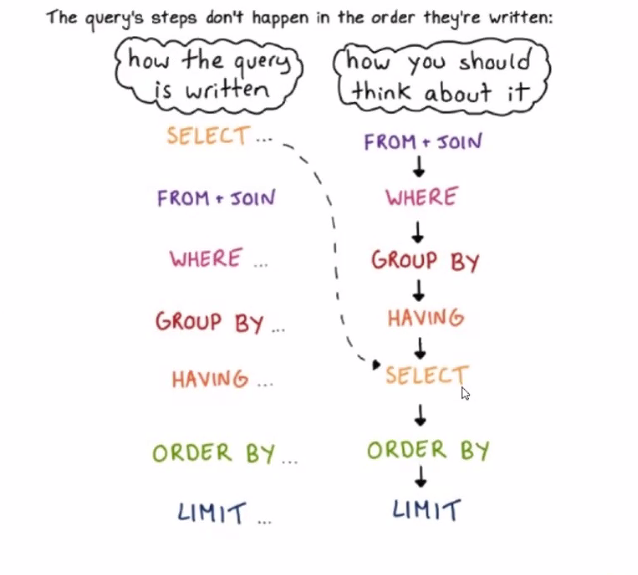 The query's steps don't happen in the order they're written:
how the query
is written
how you should
think about it
SELECT ...
FROM + JOIN
WHERE ...
GROUP BY ...
HAVING ...
ORDER BY ...
LIMIT ...
FROM + JOIN
WHERE
GROUP BY
HAVING
SELECT
ORDER BY
LIMIT